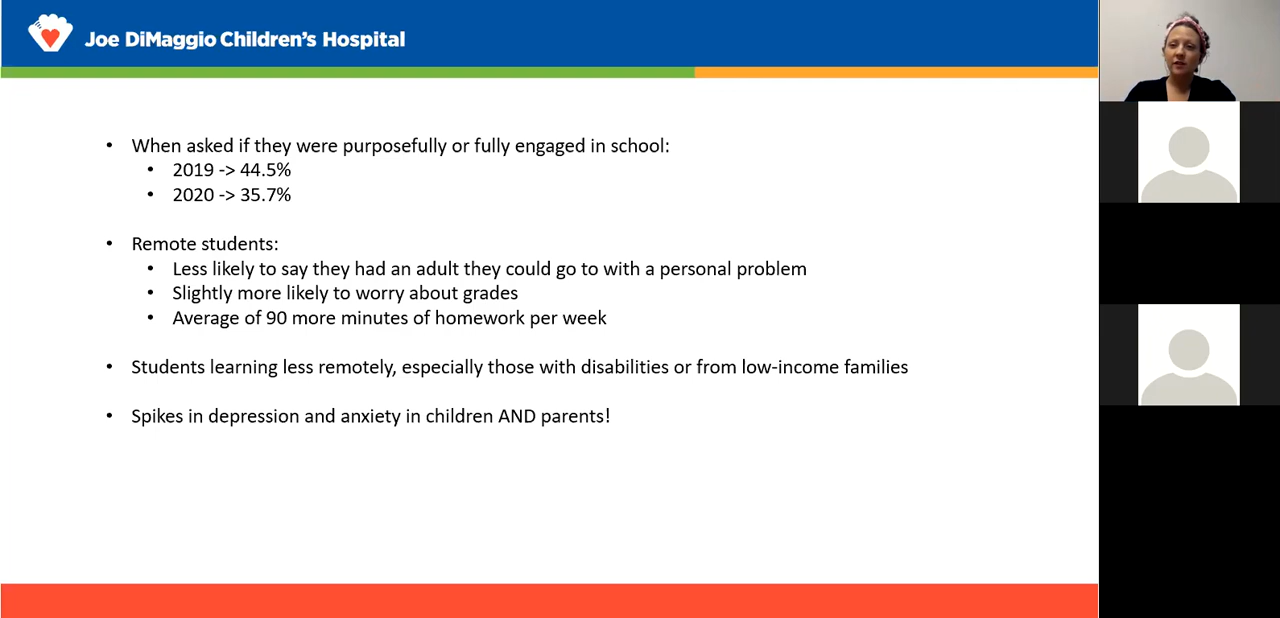 Joe DiMaggio Children's Hospital
• When asked if they were purposefully or fully engaged in school:
• 2019 -> 44.5%
• 2020 -> 35.7%
• Remote students:
• Less likely to say they had an adult they could go to with a personal problem
• Slightly more likely to worry about grades
• Average of 90 more minutes of homework per week
• Students learning less remotely, especially those with disabilities or from low-income families
• Spikes in depression and anxiety in children AND parents!